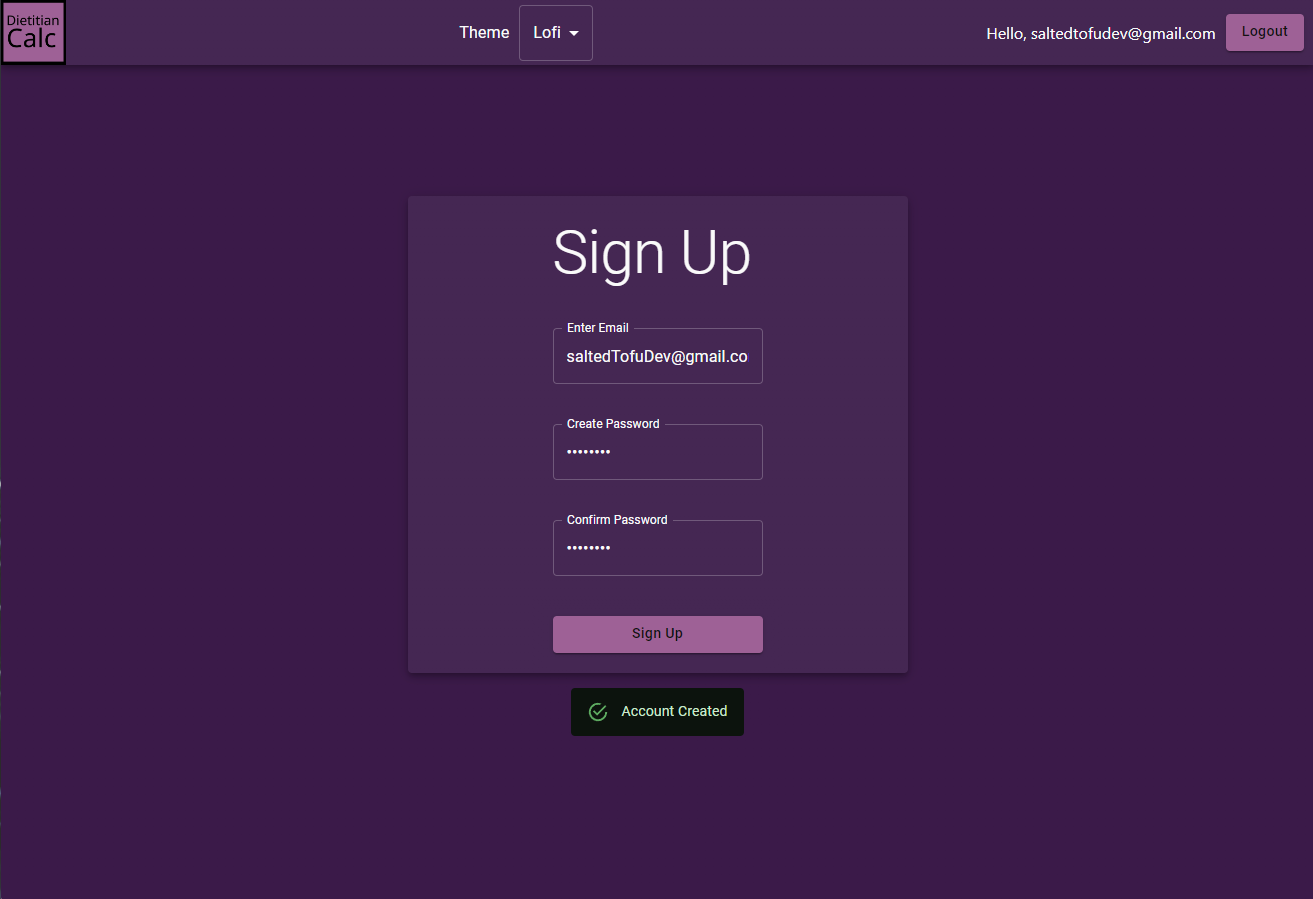 Dietitian
Calc
Theme
Lofi
Hello, saltedtofudev@gmail.com
Logout
Sign Up
Enter Email
saltedTofuDev@gmail.co
Create Password
••••••••
Confirm Password
••••••••
Sign Up
Account Created